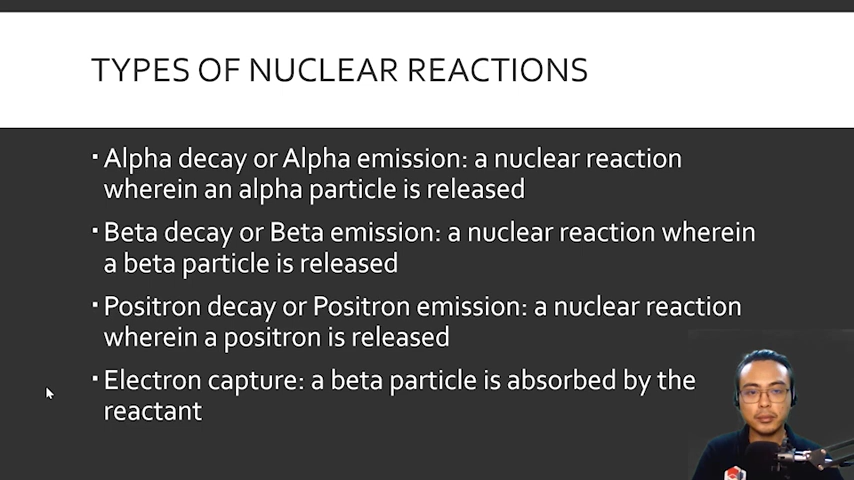 TYPES OF NUCLEAR REACTIONS
▪ Alpha decay or Alpha emission: a nuclear reaction
wherein an alpha particle is released
▪ Beta decay or Beta emission: a nuclear reaction wherein
a beta particle is released
▪ Positron decay or Positron emission: a nuclear reaction
wherein a positron is released
▪ Electron capture: a beta particle is absorbed by the
reactant